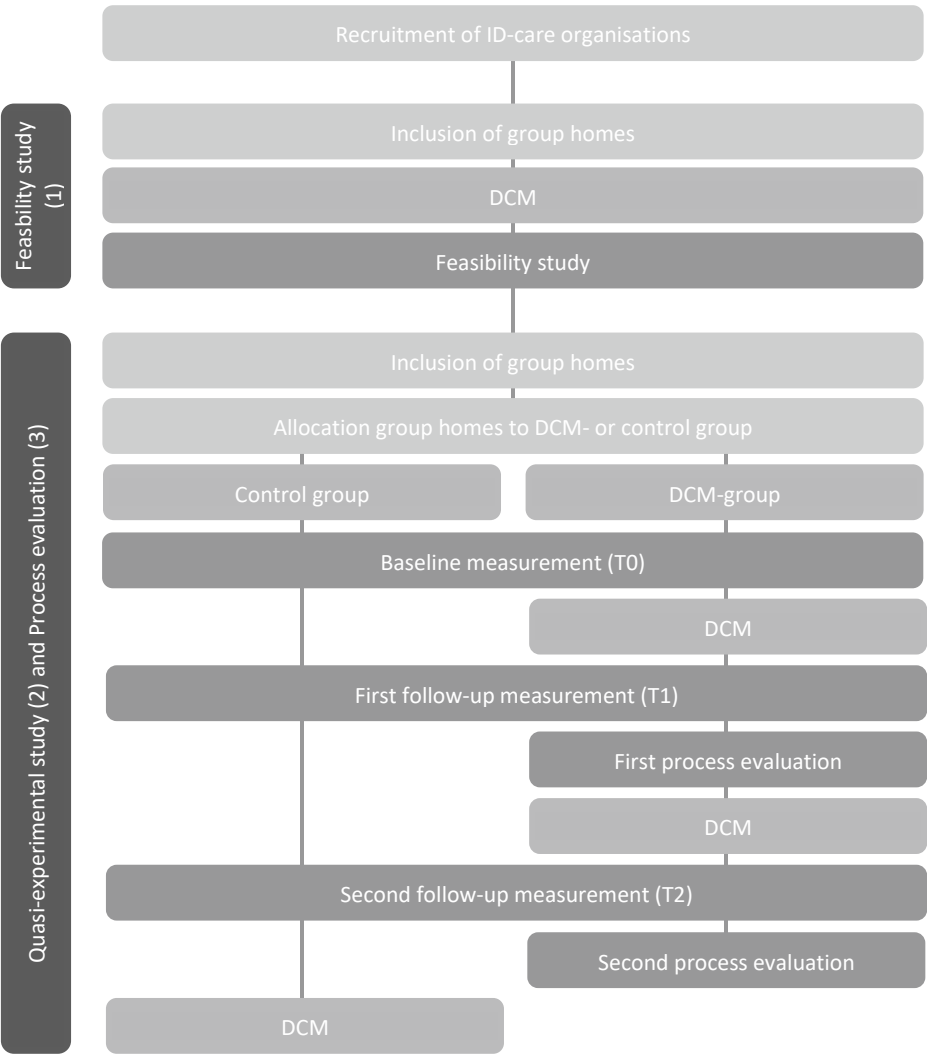 Recruitment of ID-care organisations
Feasbility study
(1)
Inclusion of group homes
DCM
Feasibility study
Quasi-experimental study (2) and Process evaluation (3)
Inclusion of group homes
Allocation group homes to DCM- or control group
Control group
DCM-group
Baseline measurement (T0)
DCM
First follow-up measurement (T1)
First process evaluation
DCM
Second follow-up measurement (T2)
Second process evaluation
DCM